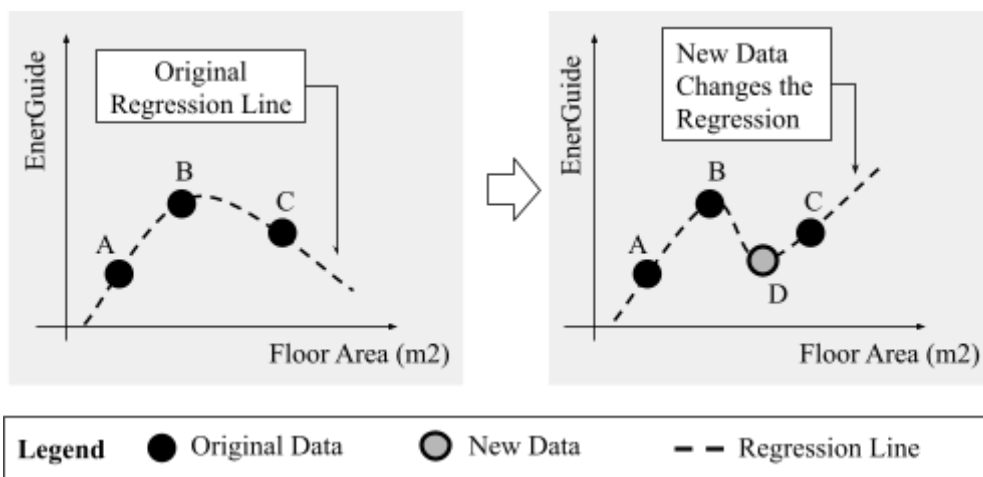 EnerGuide
Original
Regression Line
A
B
C
Floor Area (m2)
EnerGuide
New Data
Changes the
Regression
A
B
C
D
Floor Area (m2)
Legend Original Data New Data Regression Line